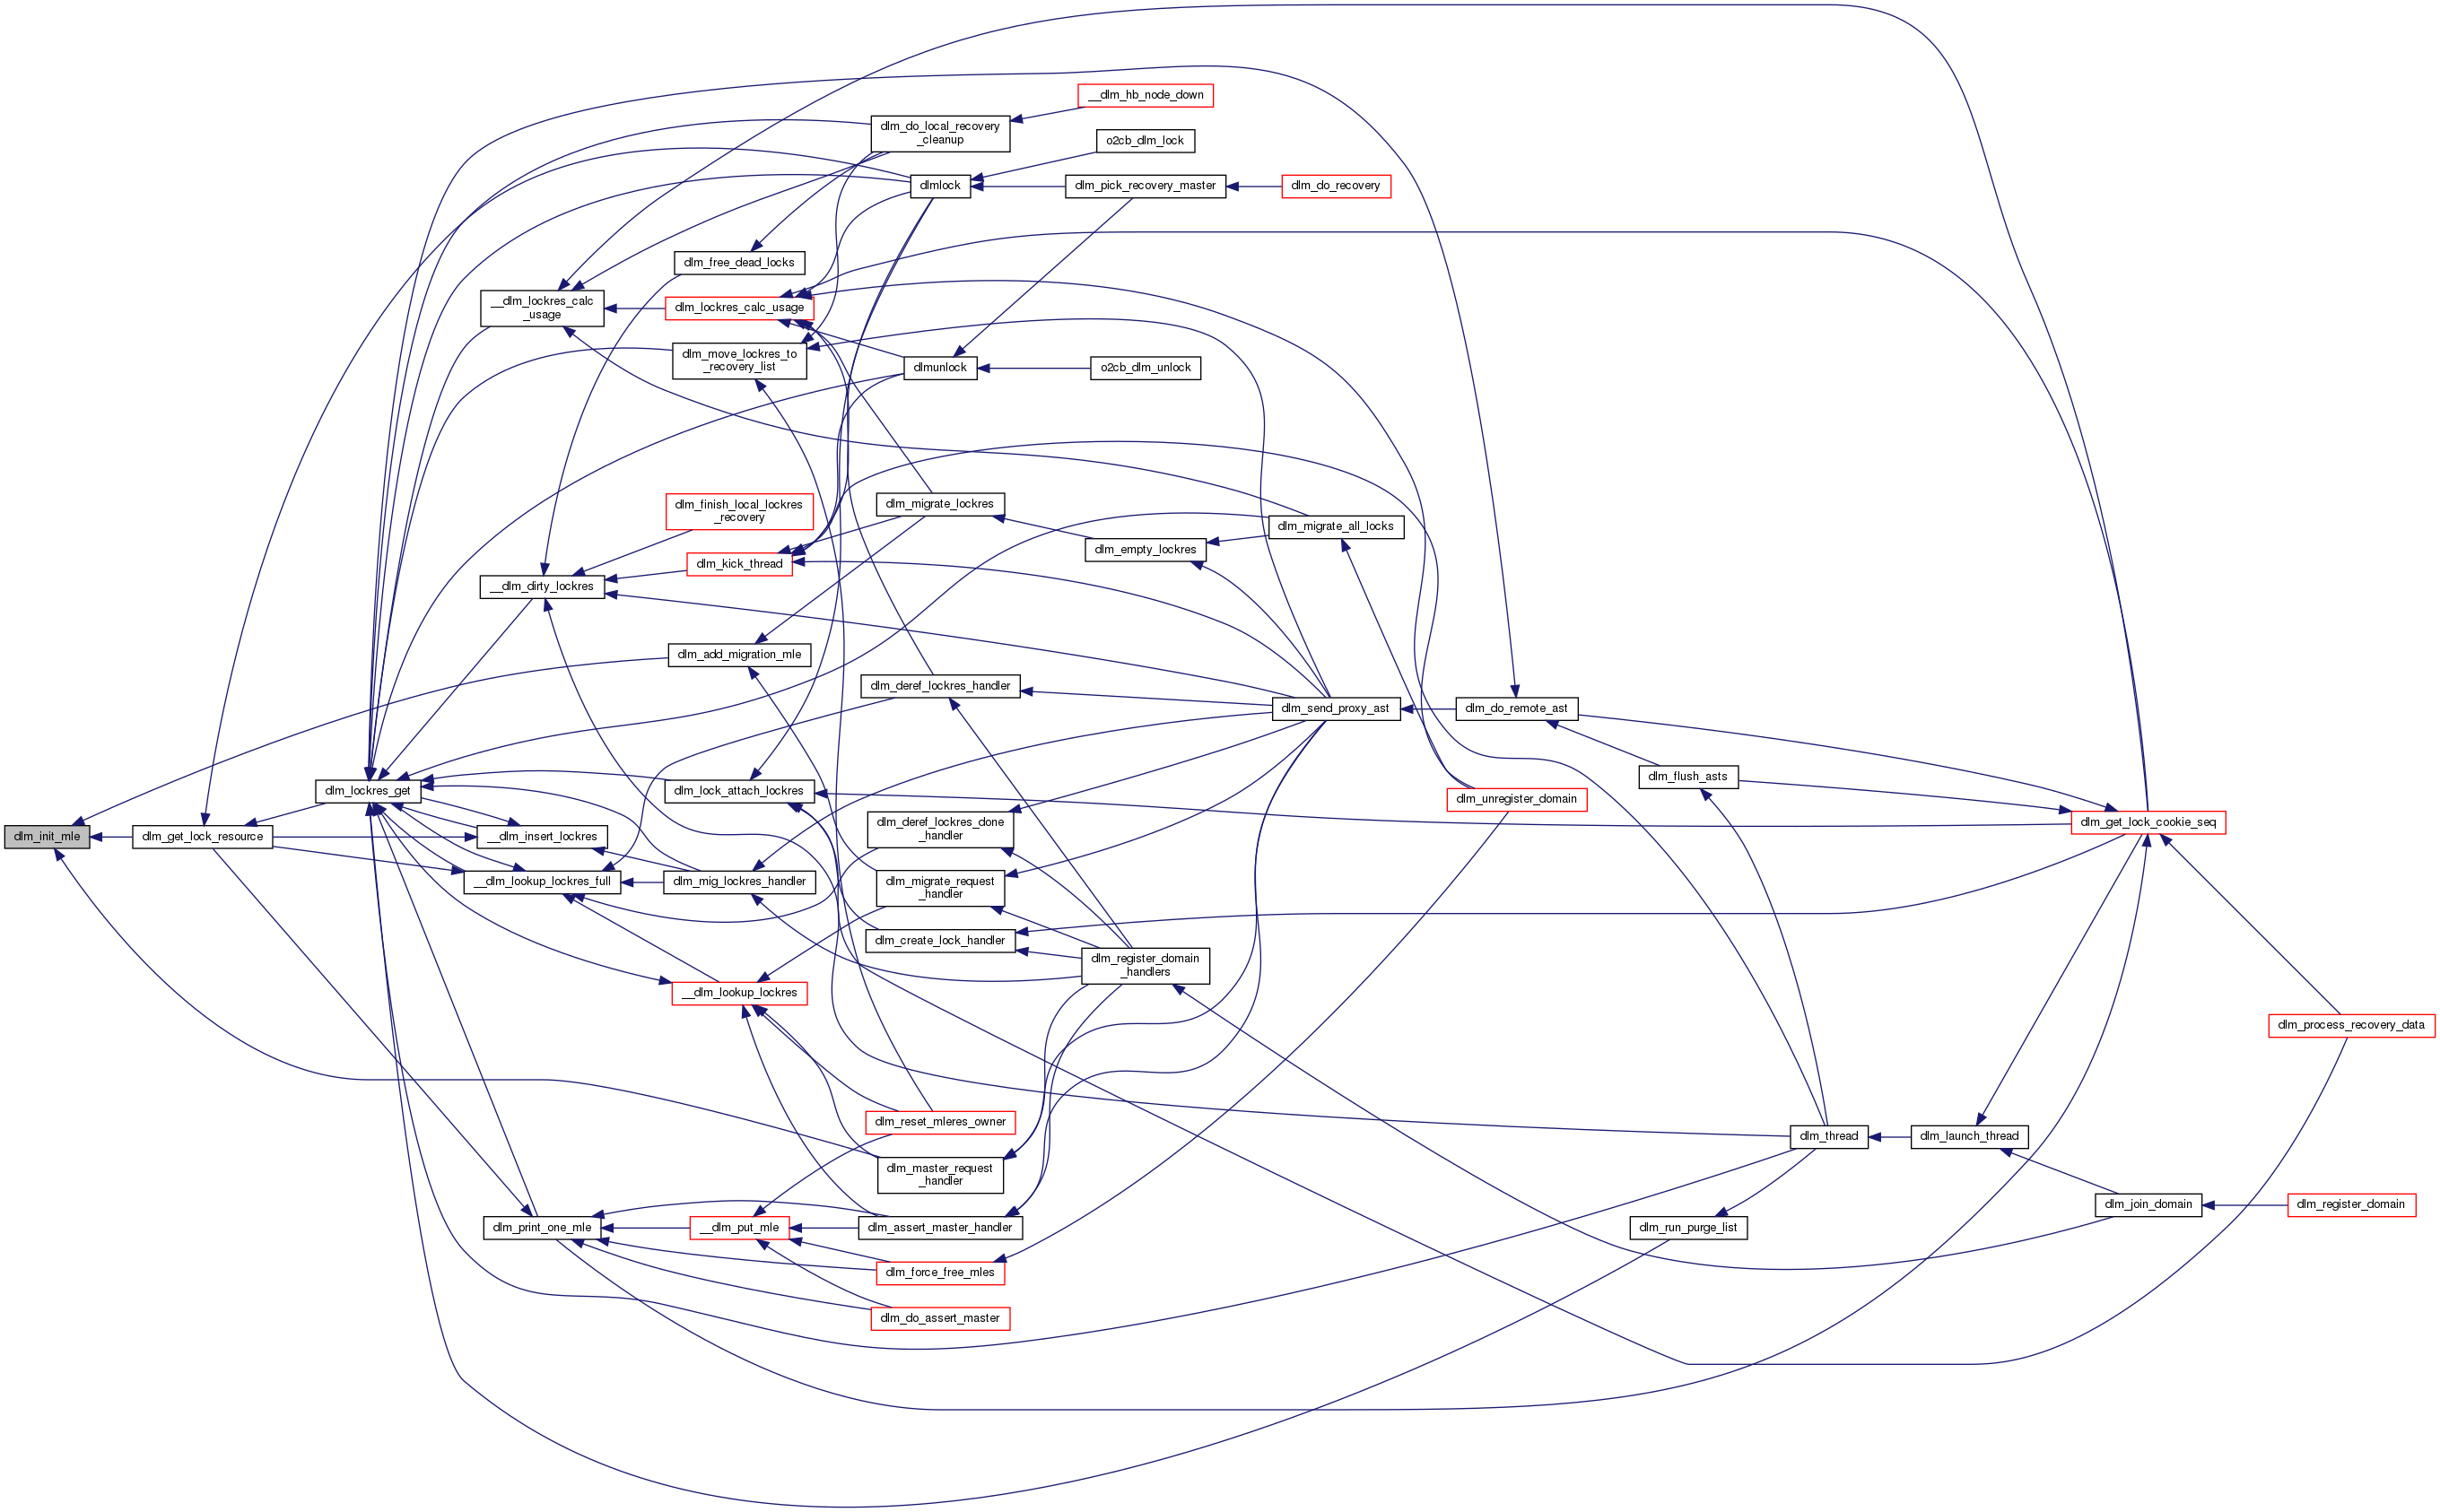 __dlm_hb_node_down
dlm_do_local_recovery
_cleanup
o2cb_dlm_lock
dlmlock
dlm_pick_recovery_master
dlm_do_recovery
dlm_free_dead_locks
__dlm_lockres_calc
_usage
dlm_lockres_calc_usage
dlm_move_lockres_to
_recovery_list
dlmunlock
o2cb_dlm_unlock
dlm_finish_local_lockres
_recovery
dlm_migrate_lockres
dlm_migrate_all_locks
dlm_empty_lockres
dlm_kick_thread
__dlm_dirty_lockres
dlm_add_migration_mle
dlm_deref_lockres_handler
dlm_send_proxy_ast
dlm_do_remote_ast
dlm_flush_asts
dlm_lockres_get
dlm_lock_attach_lockres
dlm_unregister_domain
dlm_get_lock_cookie_seq
dlm_init_mle
dlm_get_lock_resource
__dlm_insert_lockres
dlm_deref_lockres_done
_handler
__dlm_lookup_lockres_full
dlm_mig_lockres_handler
dlm_migrate_request
_handler
dlm_create_lock_handler
dlm_register_domain
_handlers
__dlm_lookup_lockres
dlm_process_recovery_data
dlm_reset_mleres_owner
dlm_thread
dlm_launch_thread
dlm_master_request
_handler
dlm_join_domain
dlm_register_domain
dlm_print_one_mle
__dlm_put_mle
dlm_assert_master_handler
dlm_run_purge_list
dlm_force_free_mles
dlm_do_assert_master